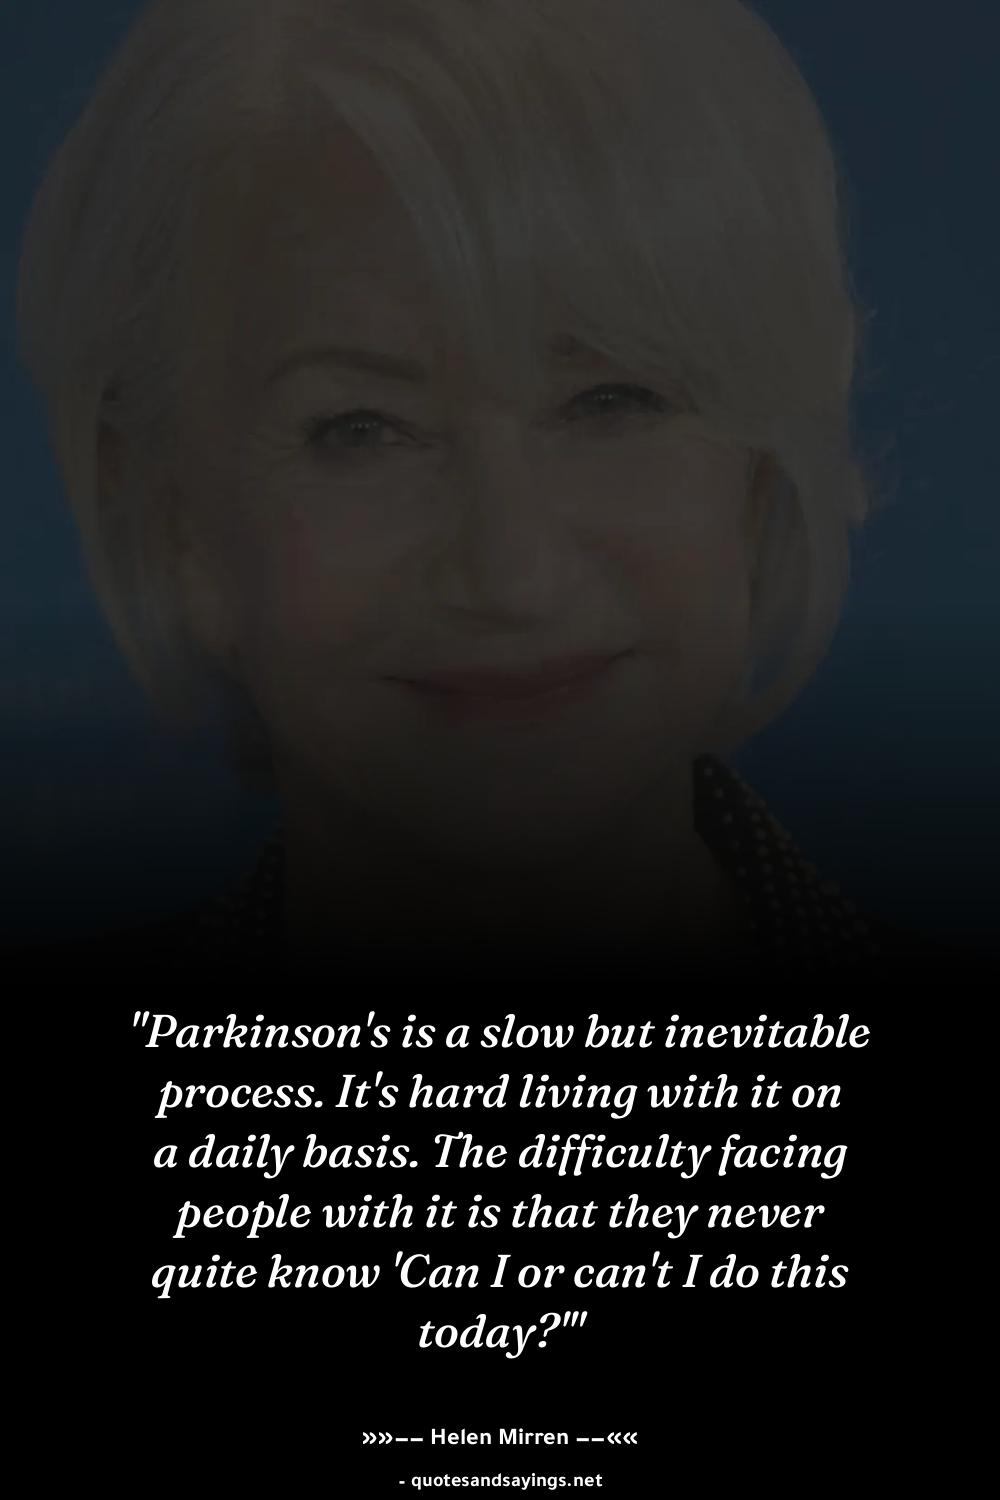 "Parkinson's is a slow but inevitable
process. It's hard living with it on
a daily basis. The difficulty facing
people with it is that they never
quite know 'Can I or can't I do this
today?'"
»»–– Helen Mirren ––««
- quotesandsayings.net